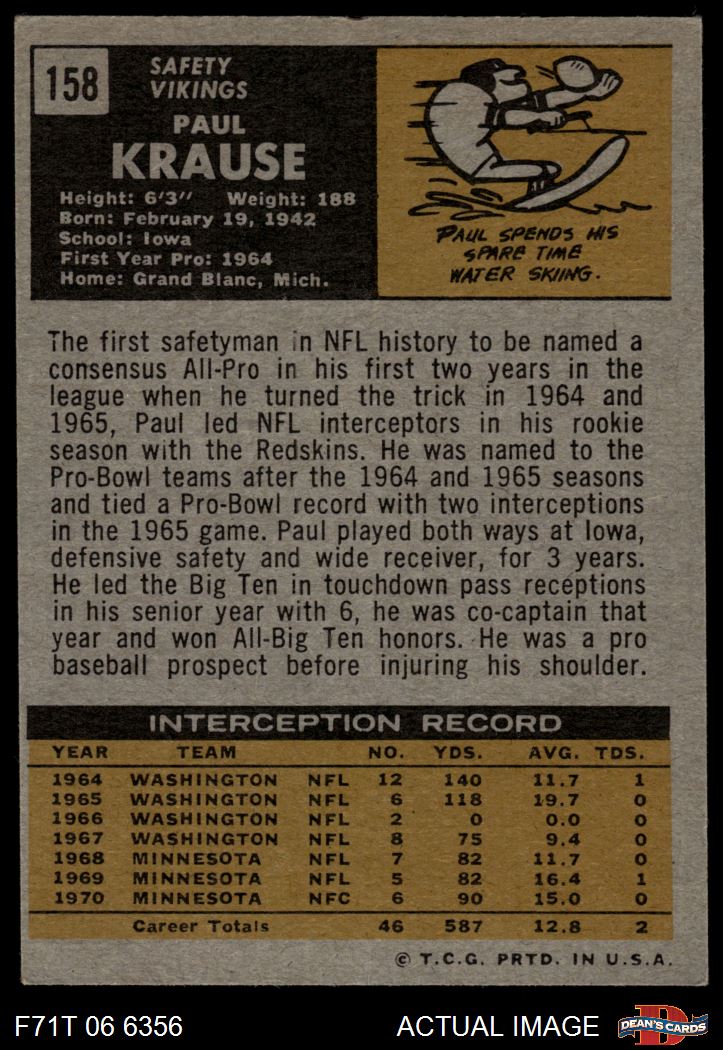 158
SAFETY
VIKINGS
PAUL
KRAUSE
Height: 6'3" Weight: 188
Born: February 19, 1942
School: Iowa
First Year Pro: 1964
Home: Grand Blanc, Mich.
PAUL SPENDS HIS
SPARE TIME
WATER SKIING.
The first safetyman in NFL history to be named a
consensus All-Pro in his first two years in the
league when he turned the trick in 1964 and
1965, Paul led NFL interceptors in his rookie
season with the Redskins. He was named to the
Pro-Bowl teams after the 1964 and 1965 seasons
and tied a Pro-Bowl record with two interceptions
in the 1965 game. Paul played both ways at Iowa,
defensive safety and wide receiver, for 3 years.
He led the Big Ten in touchdown pass receptions
in his senior year with 6, he was co-captain that
year and won All-Big Ten honors. He was a pro
baseball prospect before injuring his shoulder.
INTERCEPTION RECORD
YEAR TEAM NO. YDS. AVG. TDS.
1964 WASHINGTON NFL 12 140 11.7 1
1965 WASHINGTON NFL 6 118 19.7 0
1966 WASHINGTON NFL 2 0 0.0 0
1967 WASHINGTON NFL 8 75 9.4 0
1968 MINNESOTA NFL 7 82 11.7 0
1969 MINNESOTA NFL 5 82 16.4 1
1970 MINNESOTA NFC 6 90 15.0 0
Career Totals 46 587 12.8 2
© T.C.G. PRTD. IN U.S.A.
F71T 06 6356 ACTUAL IMAGE D DEAN'S CARDS